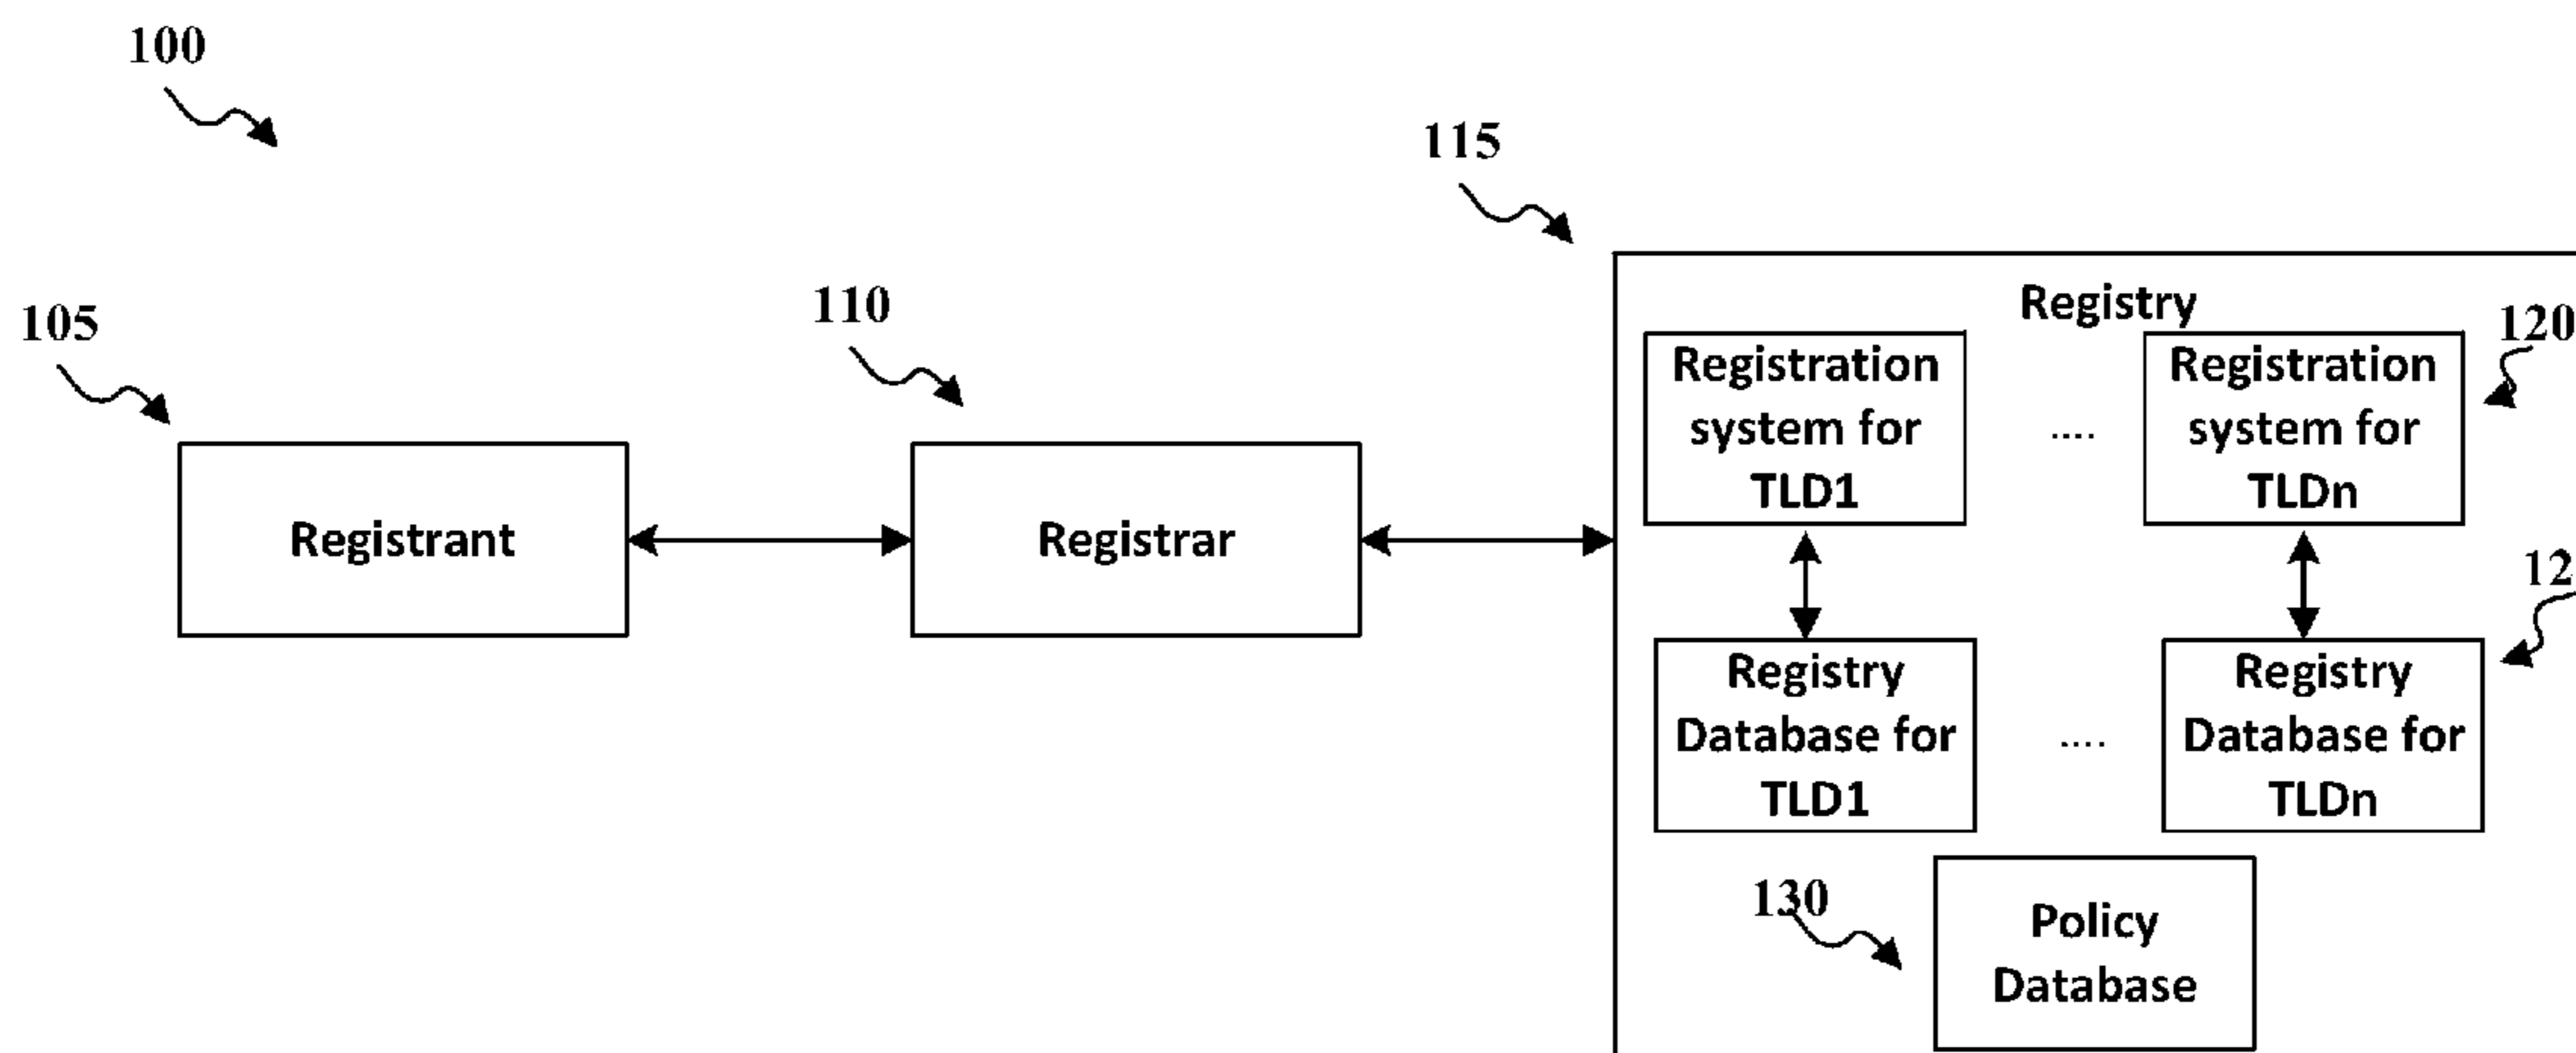 100
115
105
110
Registry
120
Registration
system for
TLD1
....
Registration
system for
TLDn
Registrant
Registrar
12
Registry
Database for
TLD1
....
Registry
Database for
TLDn
130
Policy
Database